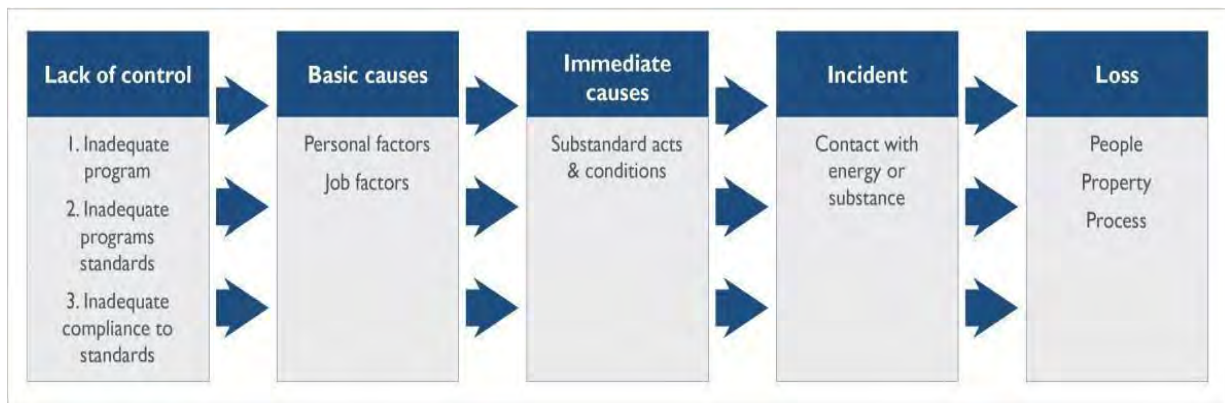 Lack of control
1. Inadequate
program
2. Inadequate
programs
standards
3. Inadequate
compliance to
standards
Basic causes
Personal factors
Job factors
Immediate
causes
Substandard acts
& conditions
Incident
Contact with
energy or
substance
Loss
People
Property
Process